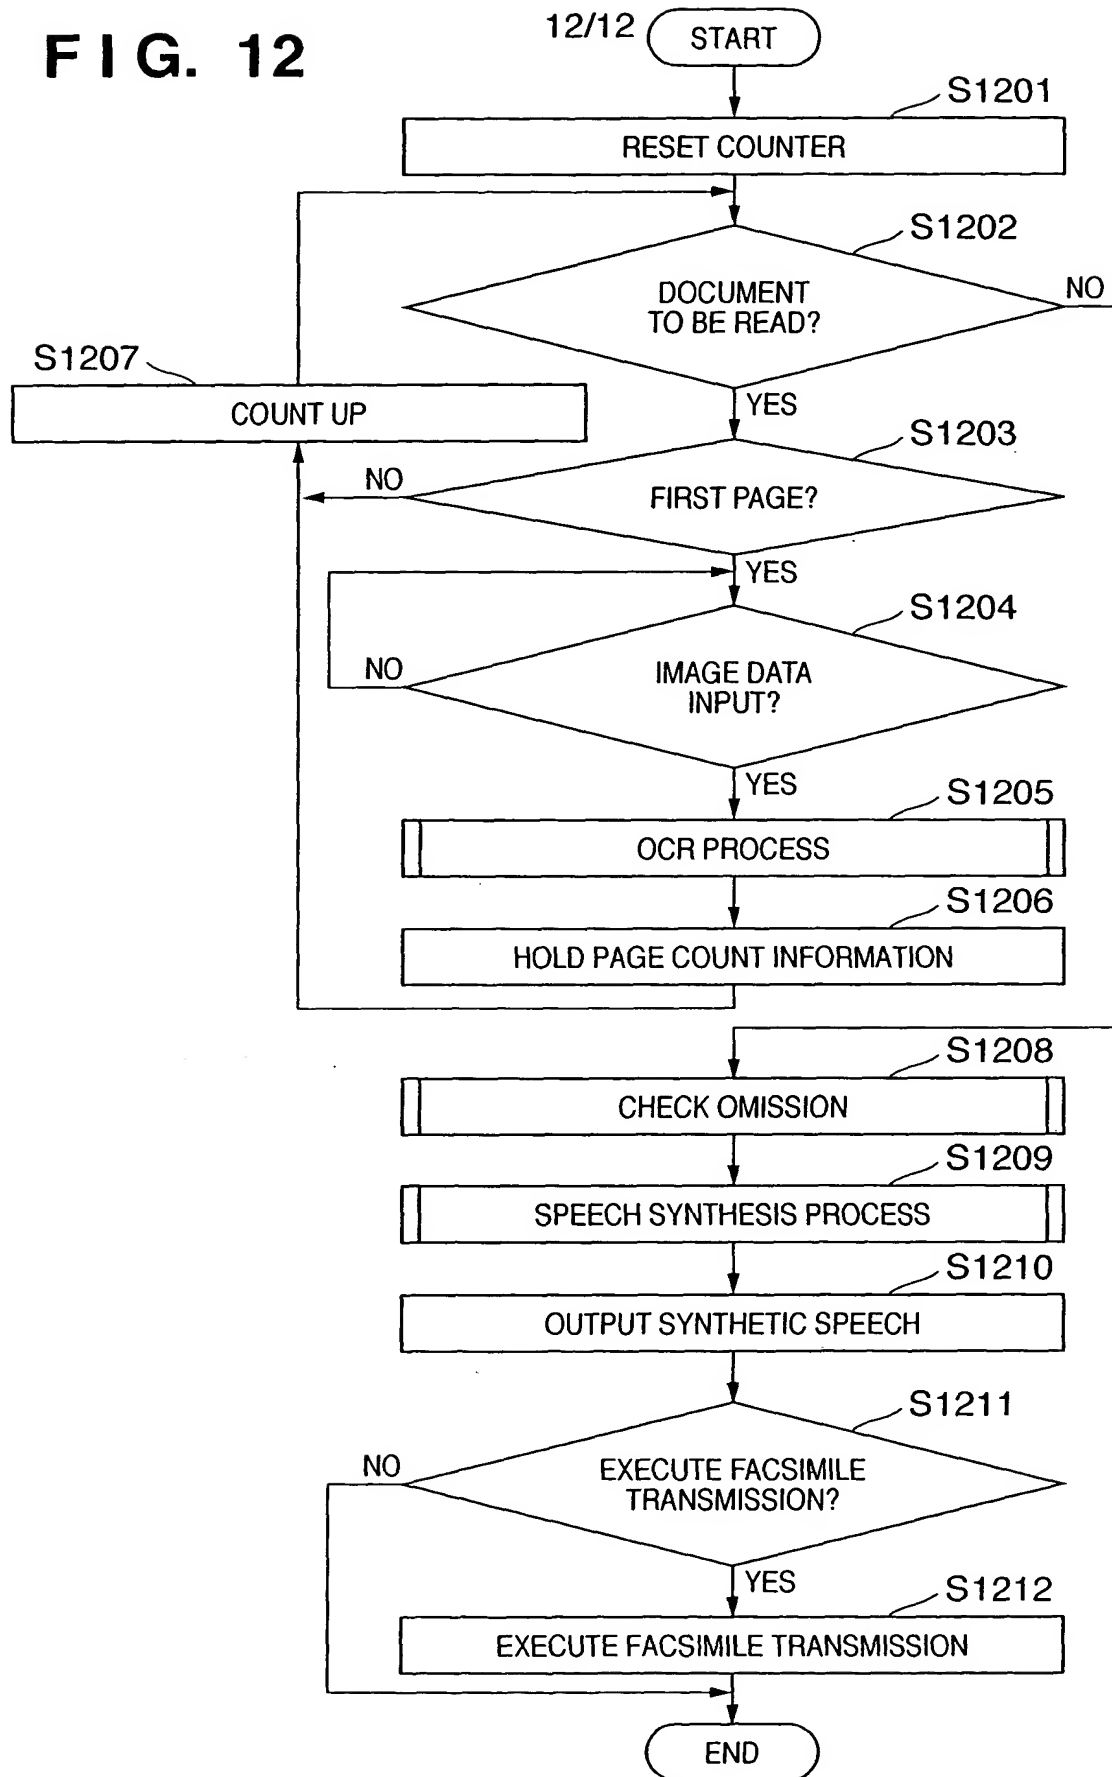 FIG. 12
12/12
START
S1201
RESET COUNTER
S1202
DOCUMENT
TO BE READ?
NO
S1207
COUNT UP
YES
S1203
NO
FIRST PAGE?
YES
S1204
NO
IMAGE DATA
INPUT?
YES
S1205
OCR PROCESS
S1206
HOLD PAGE COUNT INFORMATION
S1208
CHECK OMISSION
S1209
SPEECH SYNTHESIS PROCESS
S1210
OUTPUT SYNTHETIC SPEECH
S1211
NO
EXECUTE FACSIMILE
TRANSMISSION?
YES
S1212
EXECUTE FACSIMILE TRANSMISSION
END